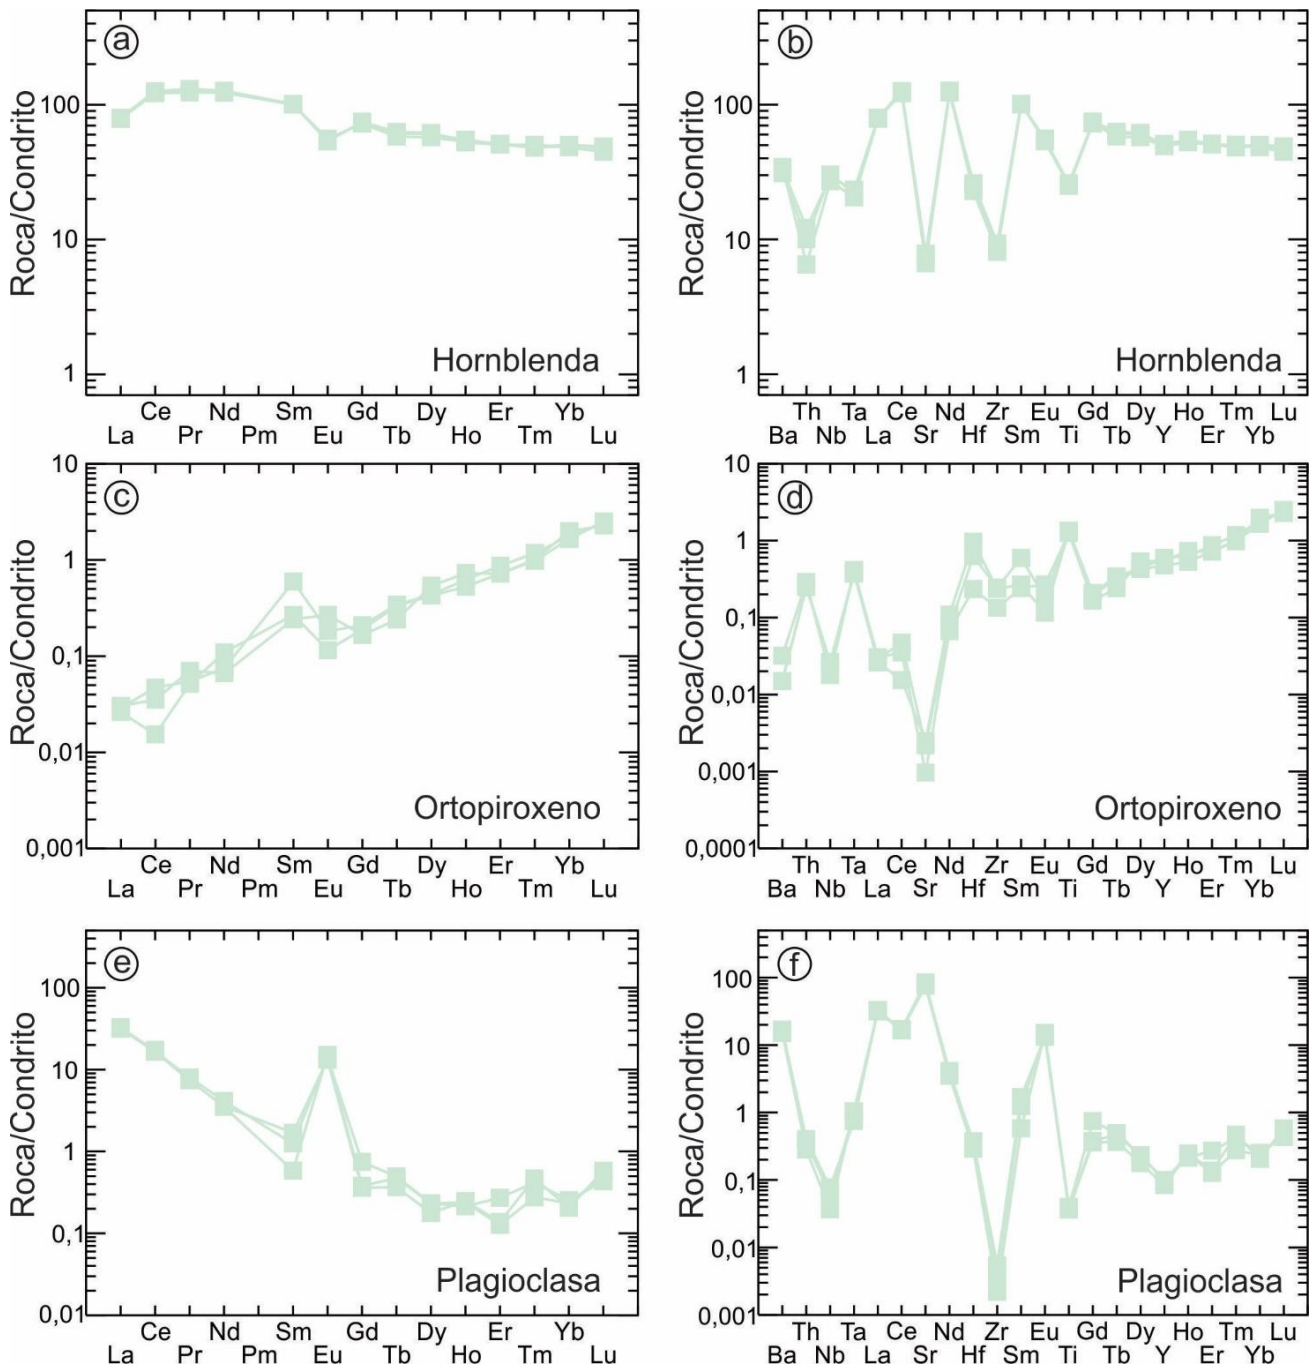 a
Roca/Condrito
100
10
1
Hornblenda
Ce Nd Sm Gd Dy Er Yb
La Pr Pm Eu Tb Ho Tm Lu
b
Roca/Condrito
100
10
1
Hornblenda
Th Ta Ce Nd Zr Eu Gd Dy Ho Tm Lu
Ba Nb La Sr Hf Sm Ti Tb Y Er Yb
c
Roca/Condrito
10
1
0,1
0,01
0,001
Ortopiroxeno
Ce Nd Sm Gd Dy Er Yb
La Pr Pm Eu Tb Ho Tm Lu
d
Roca/Condrito
10
1
0,1
0,01
0,001
0,0001
Ortopiroxeno
Th Ta Ce Nd Zr Eu Gd Dy Ho Tm Lu
Ba Nb La Sr Hf Sm Ti Tb Y Er Yb
e
Roca/Condrito
100
10
1
0,1
0,01
Plagioclasa
Ce Nd Sm Gd Dy Er Yb
La Pr Pm Eu Tb Ho Tm Lu
f
Roca/Condrito
100
10
1
0,1
0,01
0,001
Plagioclasa
Th Ta Ce Nd Zr Eu Gd Dy Ho Tm Lu
Ba Nb La Sr Hf Sm Ti Tb Y Er Yb